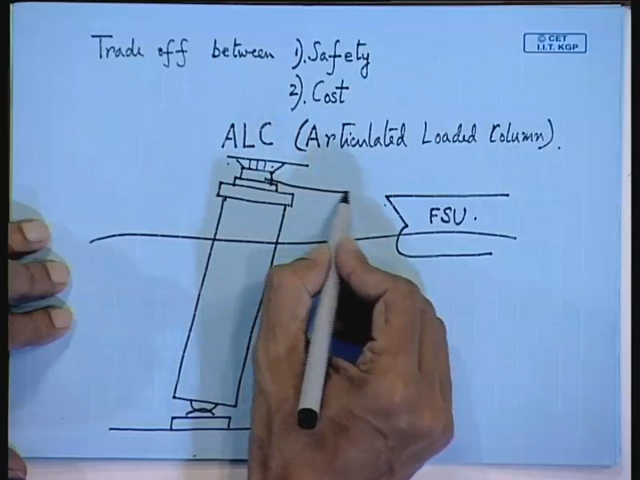 Trade off between 1). Safety
2). Cost
© CET
I.I.T. KGP
ALC (Articulated Loaded Column).
FSU.